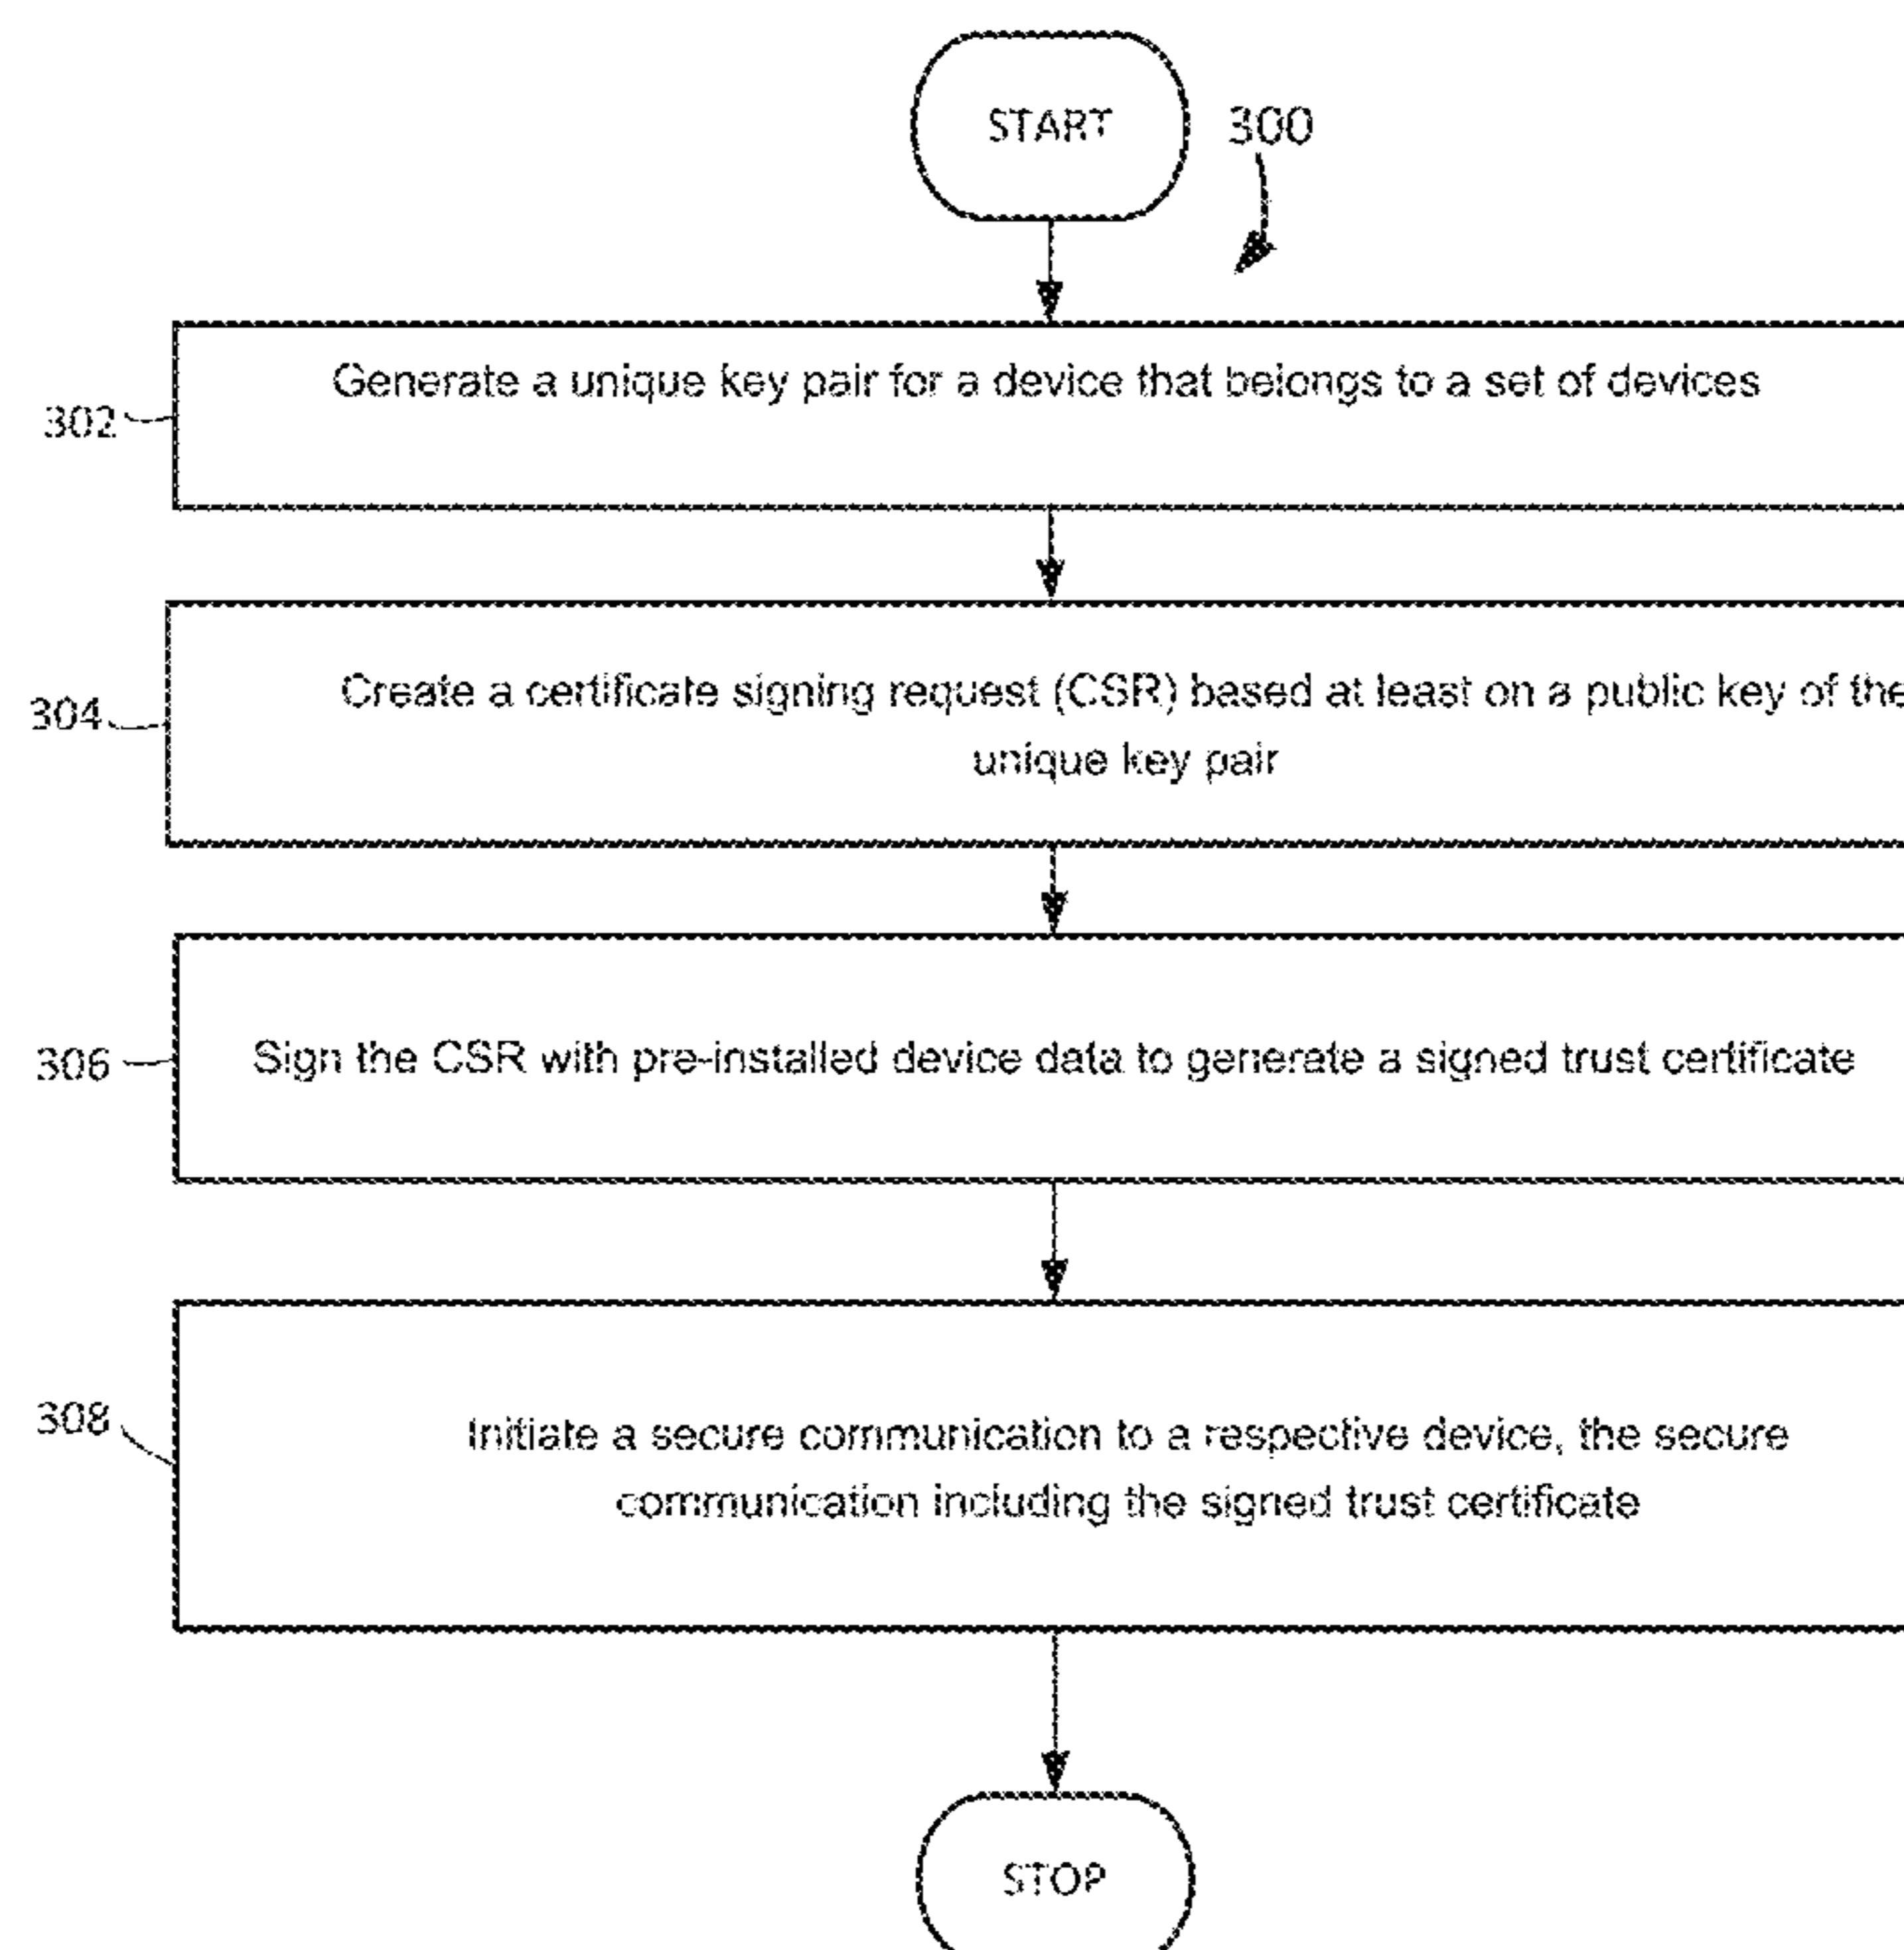 START
300
302
Generate a unique key pair for a device that belongs to a set of devices
304
Create a certificate signing request (CSR) based at least on a public key of the
unique key pair
306
Sign the CSR with pre-installed device data to generate a signed trust certificate
308
Initiate a secure communication to a respective device, the secure
communication including the signed trust certificate
STOP